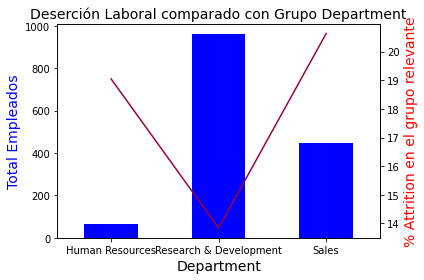 Deserción Laboral comparado con Grupo Department
Total Empleados
1000
800
600
400
200
0
20
19
18
17
16
15
14
% Attrition en el grupo relevante
Human Resources
Research & Development
Sales
Department